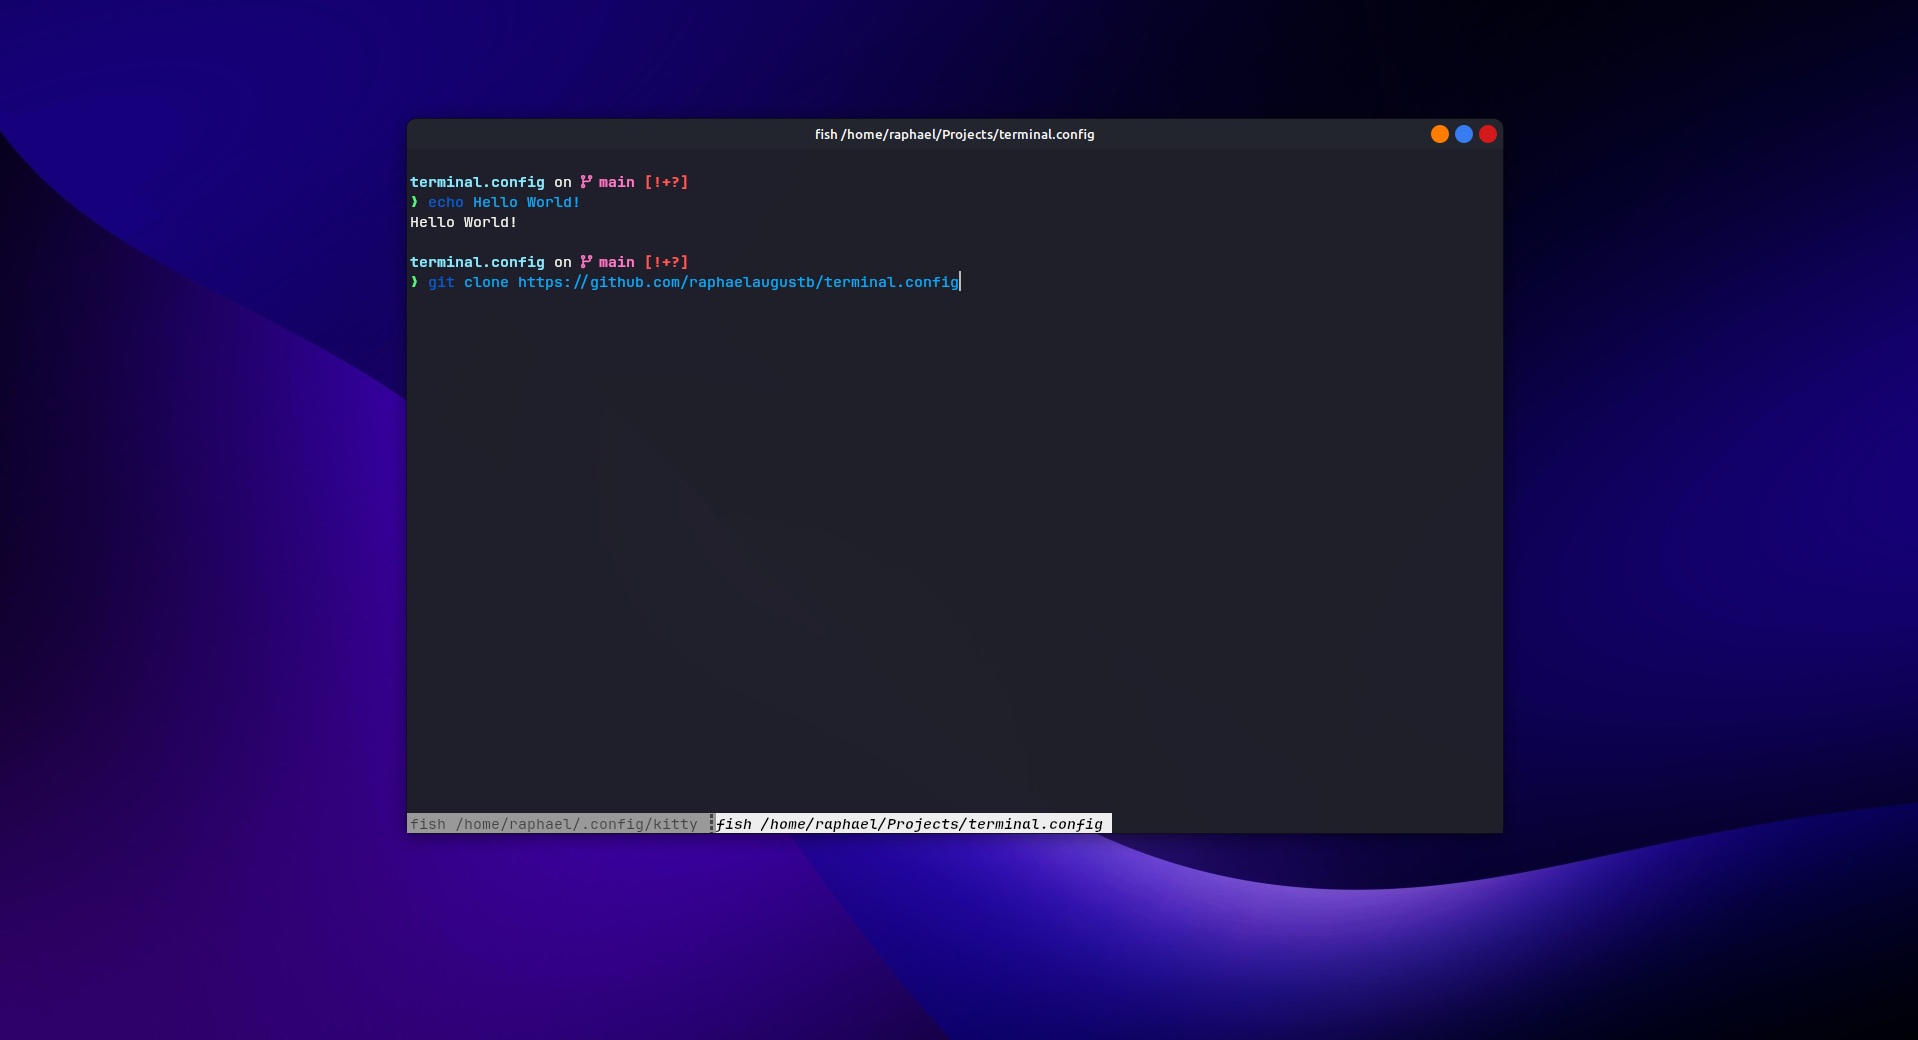 fish /home/raphael/Projects/terminal.config
terminal.config on main [!+?]
❯ echo Hello World!
Hello World!
terminal.config on main [!+?]
❯ git clone https://github.com/raphaelaugustb/terminal.config
fish /home/raphael/.config/kitty ┇fish /home/raphael/Projects/terminal.config